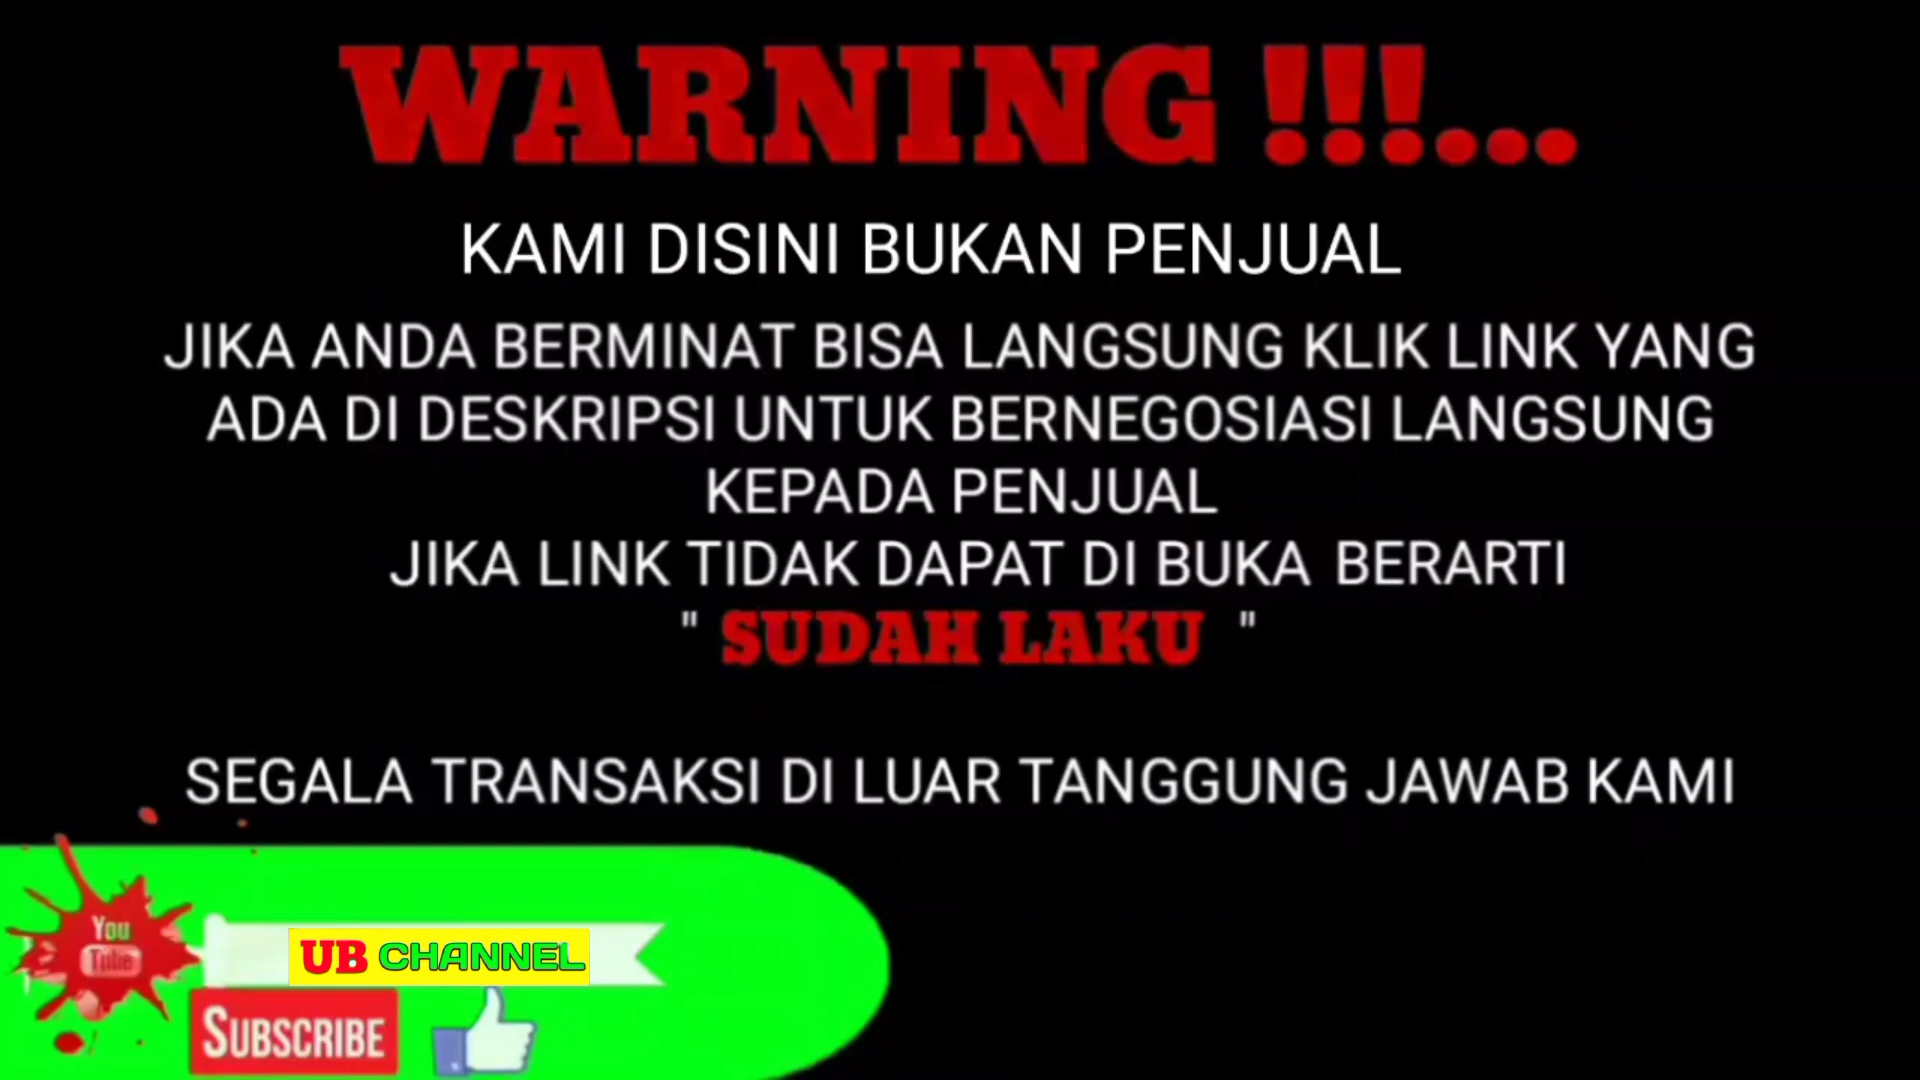 WARNING !!!...
KAMI DISINI BUKAN PENJUAL
JIKA ANDA BERMINAT BISA LANGSUNG KLIK LINK YANG
ADA DI DESKRIPSI UNTUK BERNEGOSIASI LANGSUNG
KEPADA PENJUAL
JIKA LINK TIDAK DAPAT DI BUKA BERARTI
" SUDAH LAKU "
SEGALA TRANSAKSI DI LUAR TANGGUNG JAWAB KAMI
You
Tube
UB CHANNEL
SUBSCRIBE